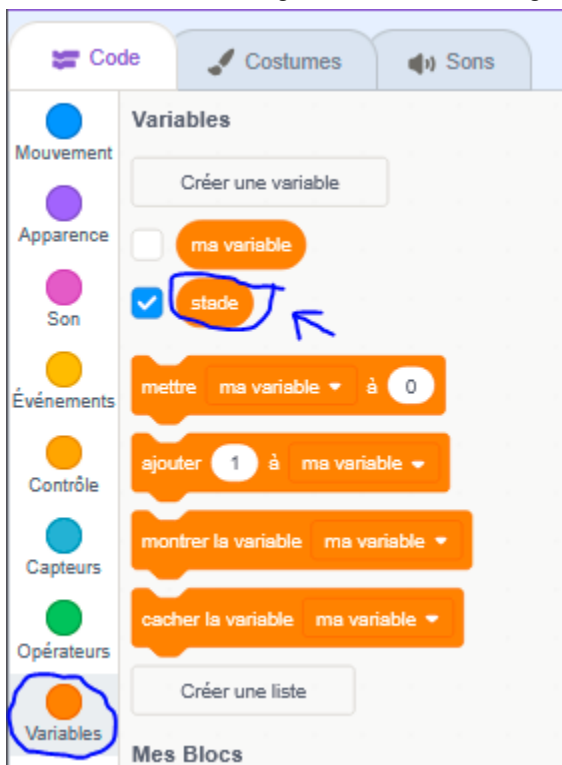 Code Costumes Sons
Mouvement
Apparence
Son
Événements
Contrôle
Capteurs
Opérateurs
Variables
Variables
Créer une variable
ma variable
stade
mettre ma variable à 0
ajouter 1 à ma variable
montrer la variable ma variable
cacher la variable ma variable
Créer une liste
Mes Blocs